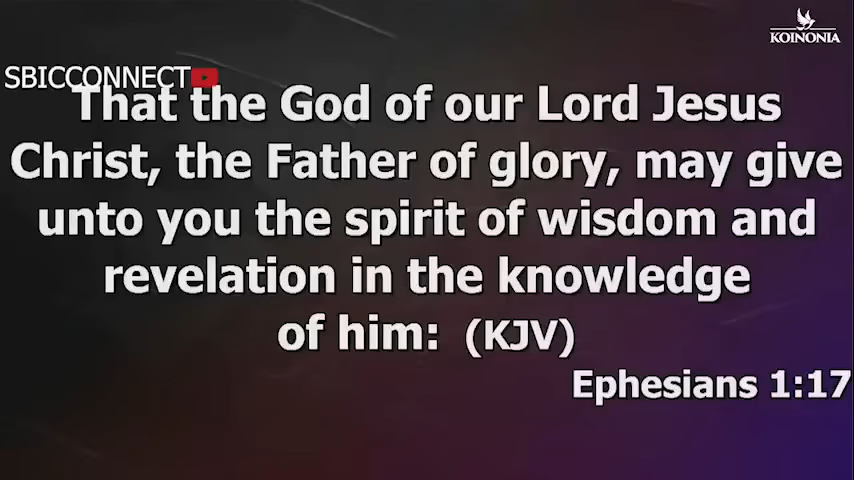 KOINONIA
SBICCONNECT
That the God of our Lord Jesus
Christ, the Father of glory, may give
unto you the spirit of wisdom and
revelation in the knowledge
of him: (KJV)
Ephesians 1:17